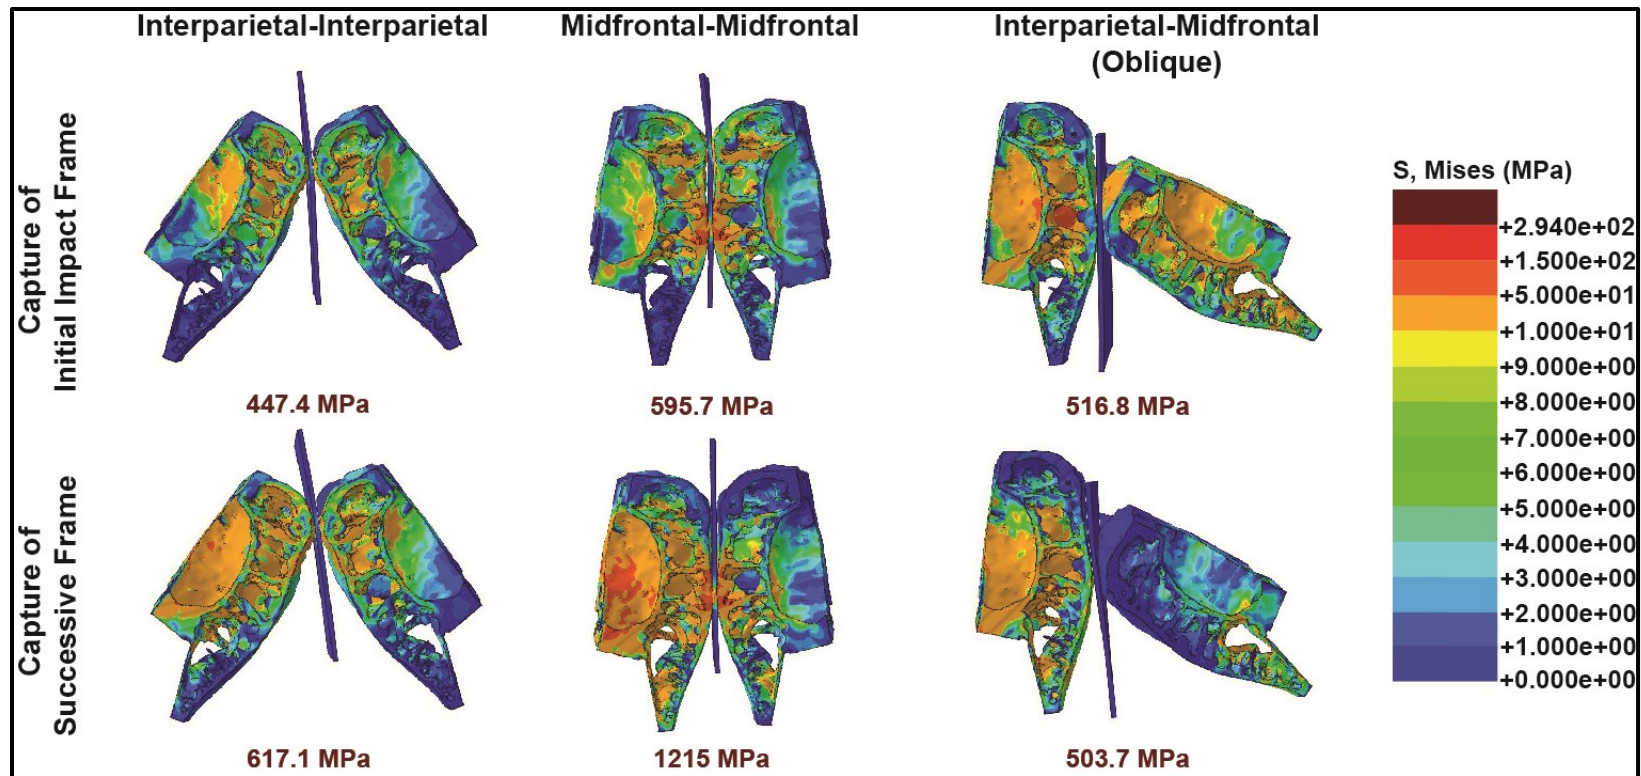 Interparietal-Interparietal
Midfrontal-Midfrontal
Interparietal-Midfrontal
(Oblique)
Capture of
Initial Impact Frame
447.4 MPa
595.7 MPa
516.8 MPa
Capture of
Successive Frame
617.1 MPa
1215 MPa
503.7 MPa
S, Mises (MPa)
+2.940e+02
+1.500e+02
+5.000e+01
+1.000e+01
+9.000e+00
+8.000e+00
+7.000e+00
+6.000e+00
+5.000e+00
+4.000e+00
+3.000e+00
+2.000e+00
+1.000e+00
+0.000e+00